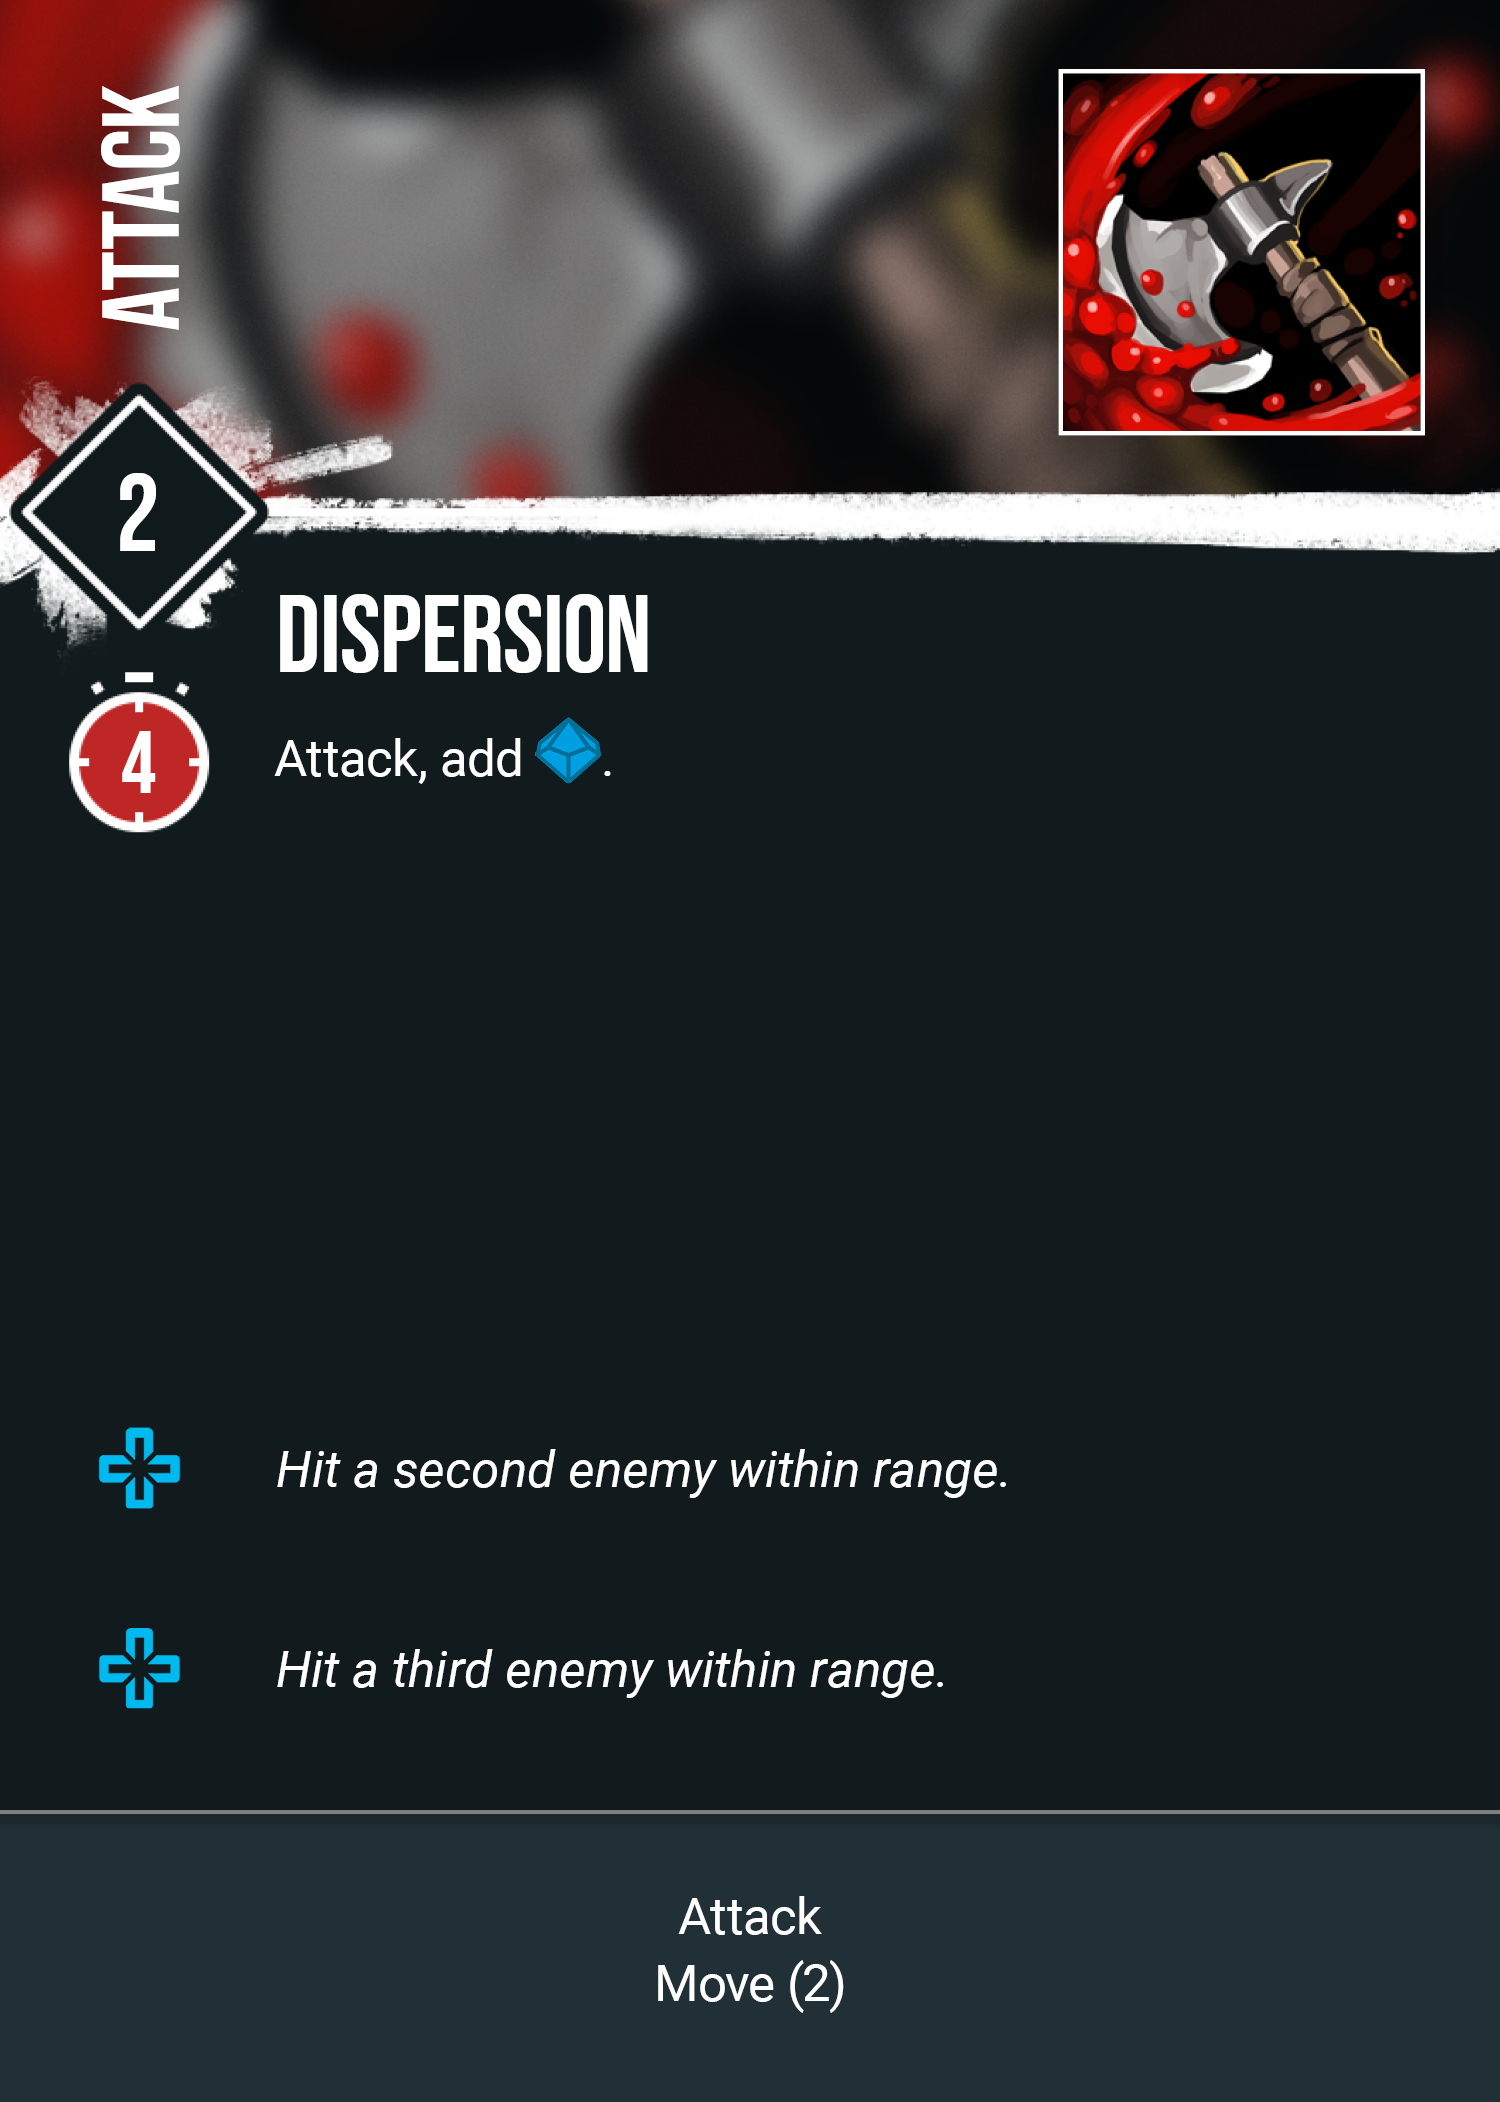 ATTACK
2
DISPERSION
4
Attack, add .
Hit a second enemy within range.
Hit a third enemy within range.
Attack
Move (2)